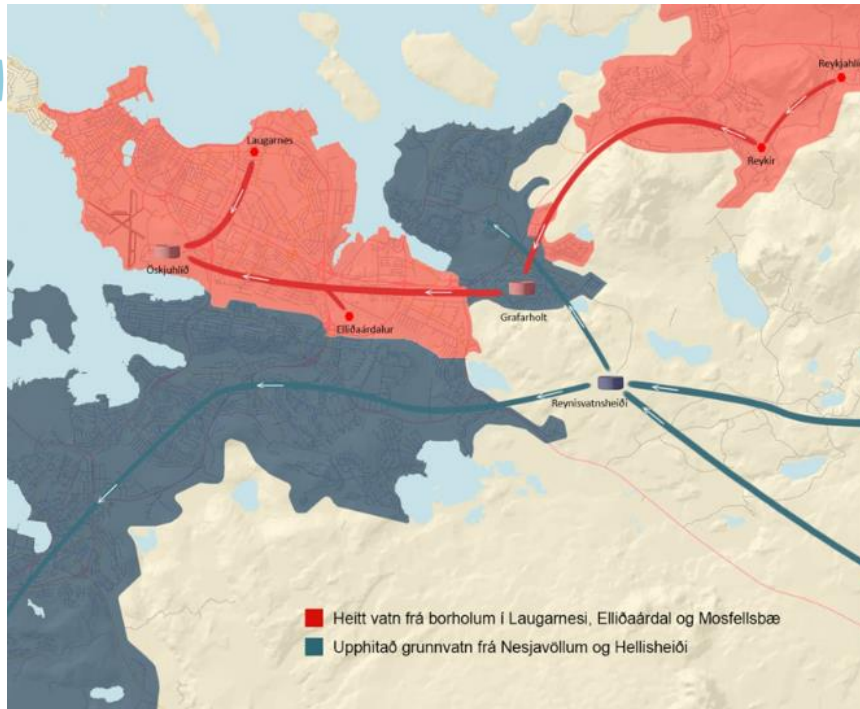 Reykjahlíð
Laugarnes
Reykir
Öskjuhlíð
Grafarholt
Elliðaárdalur
Reynisvatnsheiði
Heitt vatn frá borholum í Laugarnesi, Elliðaárdal og Mosfellsbæ
Upphitað grunnvatn frá Nesjavöllum og Hellisheiði